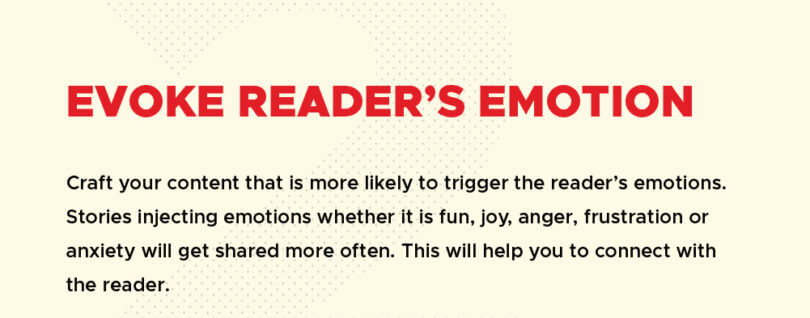 EVOKE READER’S EMOTION
Craft your content that is more likely to trigger the reader’s emotions.
Stories injecting emotions whether it is fun, joy, anger, frustration or
anxiety will get shared more often. This will help you to connect with
the reader.